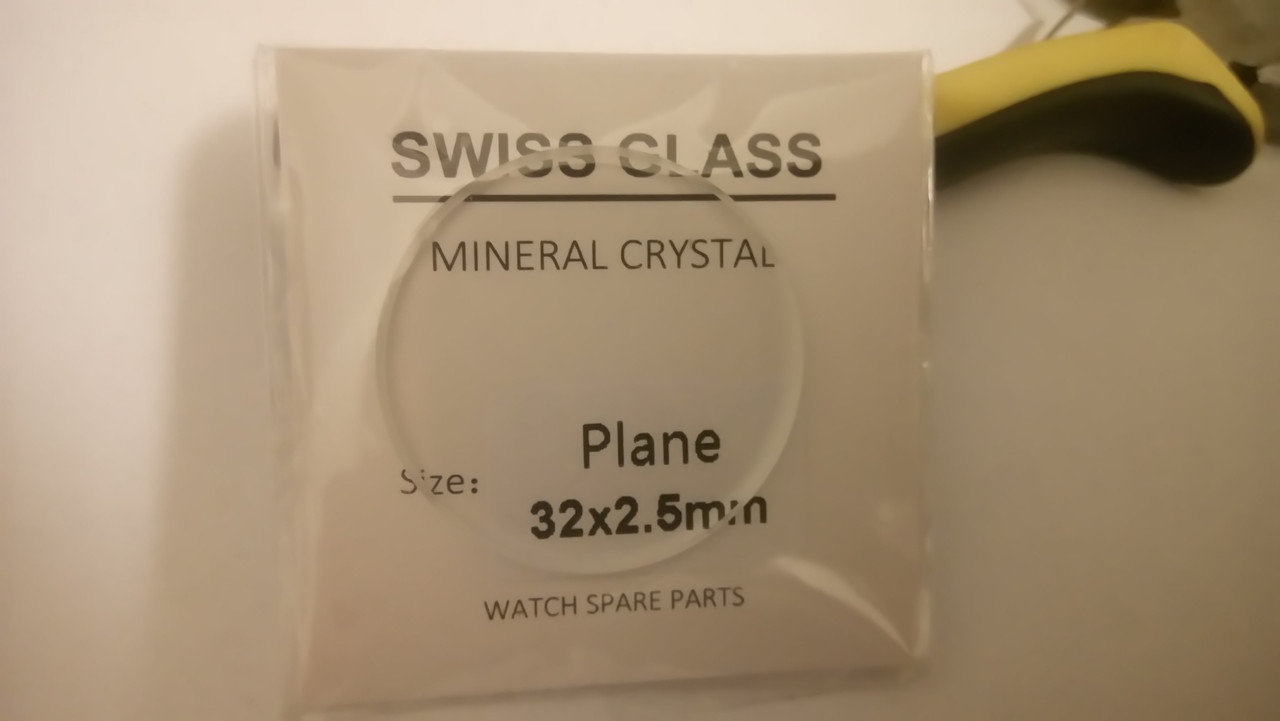 SWISS GLASS
MINERAL CRYSTAL
Plane
Size:
32x2.5mm
WATCH SPARE PARTS